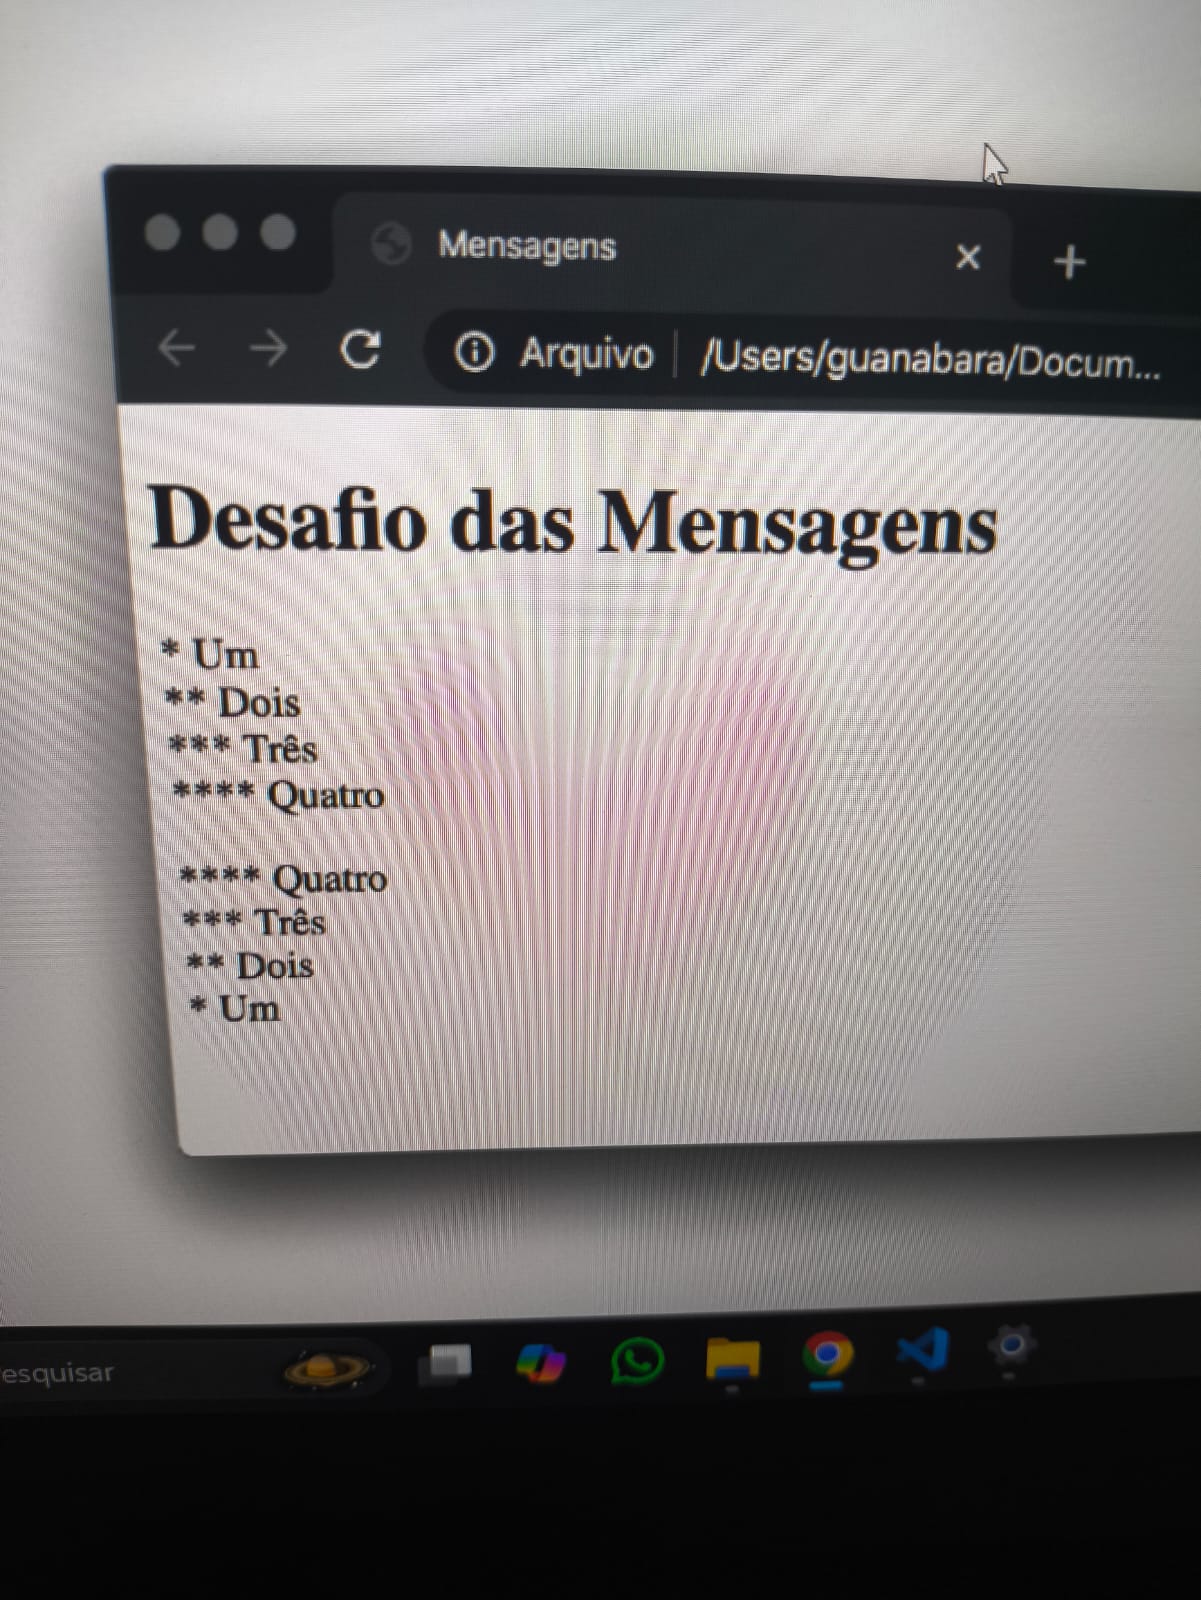 Mensagens
Arquivo /Users/guanabara/Docum...
Desafio das Mensagens
* Um
** Dois
*** Três
**** Quatro
**** Quatro
*** Três
** Dois
* Um
esquisar